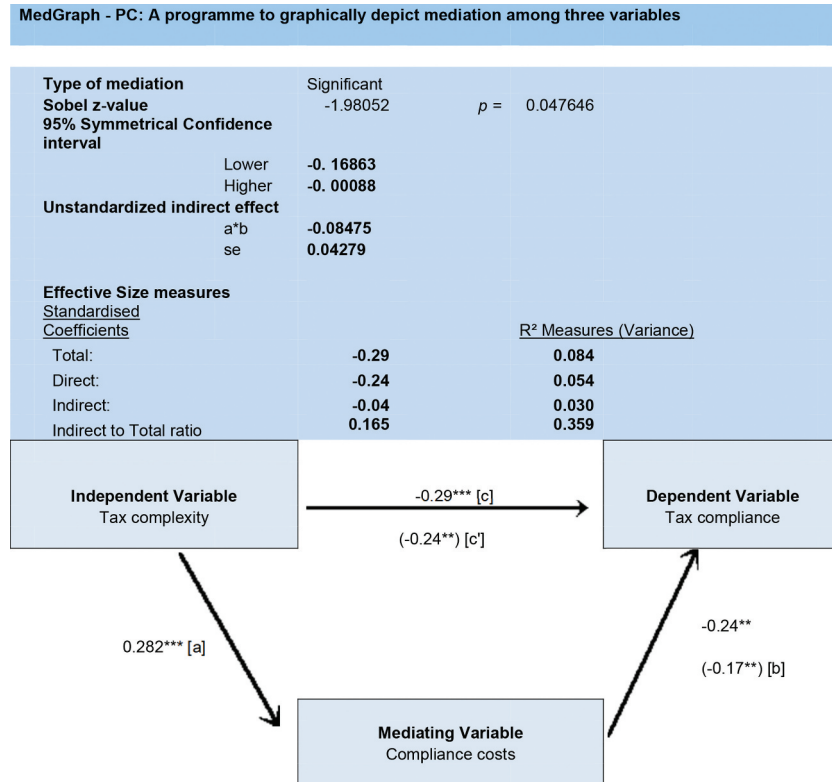 MedGraph - PC: A programme to graphically depict mediation among three variables
Type of mediation Significant
Sobel z-value -1.98052 p = 0.047646
95% Symmetrical Confidence
interval
Lower -0. 16863
Higher -0. 00088
Unstandardized indirect effect
a*b -0.08475
se 0.04279
Effective Size measures
Standardised
Coefficients R² Measures (Variance)
Total: -0.29 0.084
Direct: -0.24 0.054
Indirect: -0.04 0.030
Indirect to Total ratio 0.165 0.359
Independent Variable
Tax complexity
-0.29*** [c]
(-0.24**) [c']
Dependent Variable
Tax compliance
0.282*** [a]
-0.24**
(-0.17**) [b]
Mediating Variable
Compliance costs